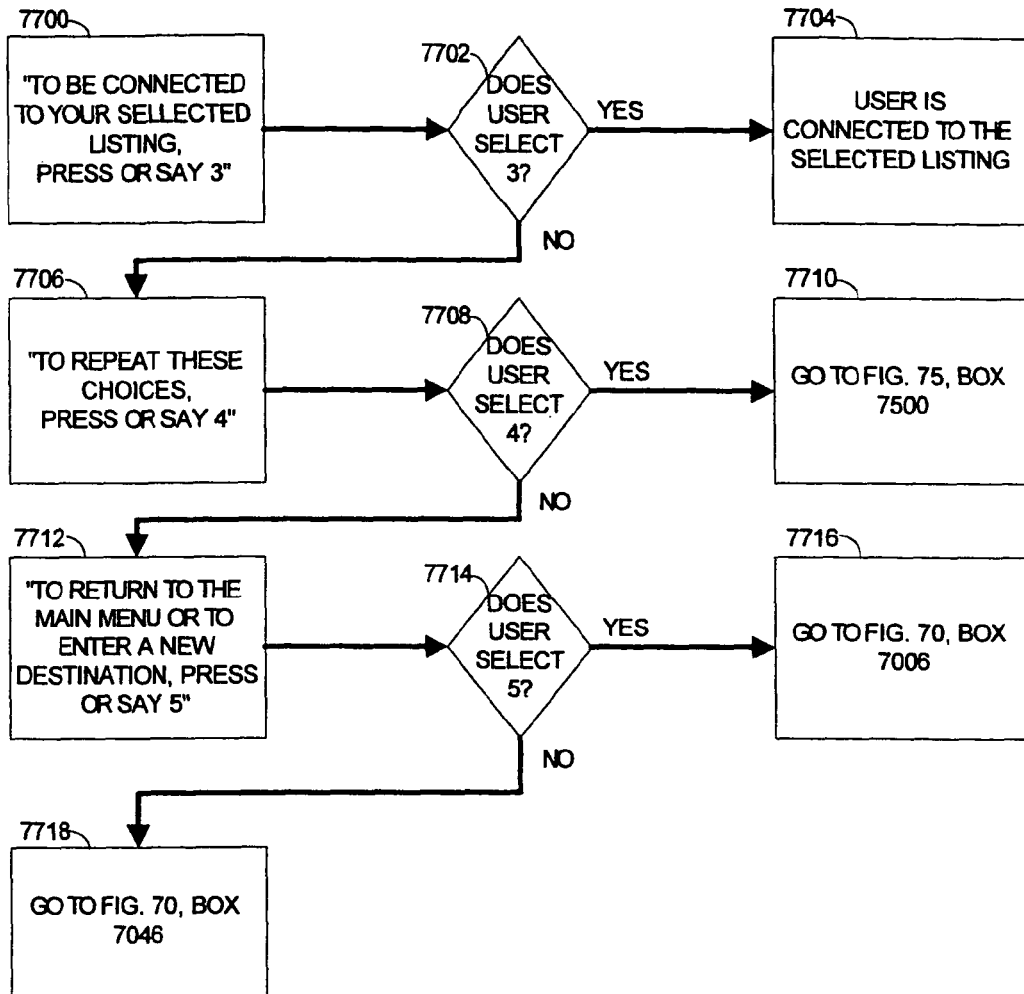 7700
"TO BE CONNECTED
TO YOUR SELLECTED
LISTING,
PRESS OR SAY 3"
7702
DOES
USER
SELECT
3?
YES
NO
7704
USER IS
CONNECTED TO THE
SELECTED LISTING
7706
"TO REPEAT THESE
CHOICES,
PRESS OR SAY 4"
7708
DOES
USER
SELECT
4?
YES
NO
7710
GO TO FIG. 75, BOX
7500
7712
"TO RETURN TO THE
MAIN MENU OR TO
ENTER A NEW
DESTINATION, PRESS
OR SAY 5"
7714
DOES
USER
SELECT
5?
YES
NO
7716
GO TO FIG. 70, BOX
7006
7718
GO TO FIG. 70, BOX
7046